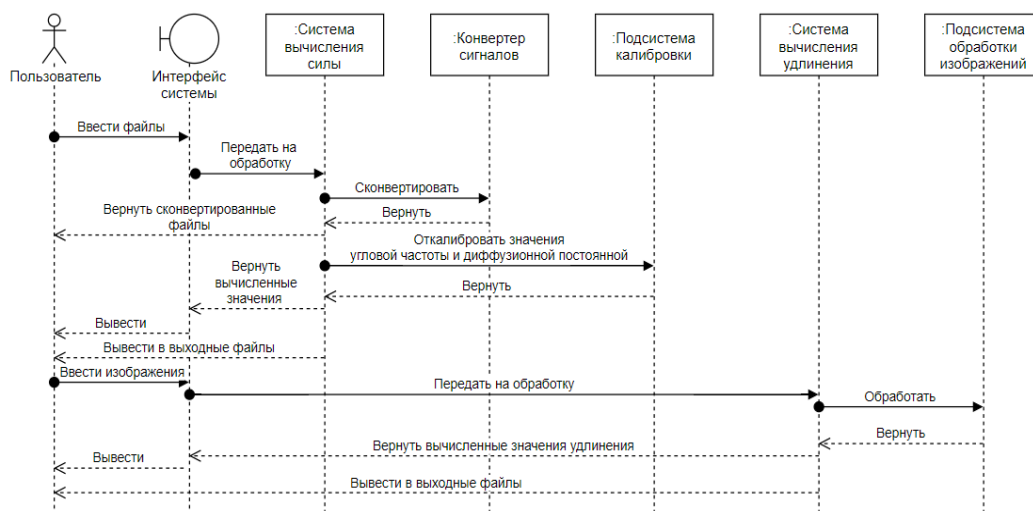 Пользователь
Интерфейс
системы
:Система
вычисления
силы
:Конвертер
сигналов
:Подсистема
калибровки
:Система
вычисления
удлинения
:Подсистема
обработки
изображений
Ввести файлы
Передать на
обработку
Сконвертировать
Вернуть
Вернуть сконвертированные
файлы
Откалибровать значения
угловой частоты и диффузионной постоянной
Вернуть
Вернуть
вычисленные
значения
Вывести
Вывести в выходные файлы
Ввести изображения
Передать на обработку
Обработать
Вернуть
Вернуть вычисленные значения удлинения
Вывести
Вывести в выходные файлы